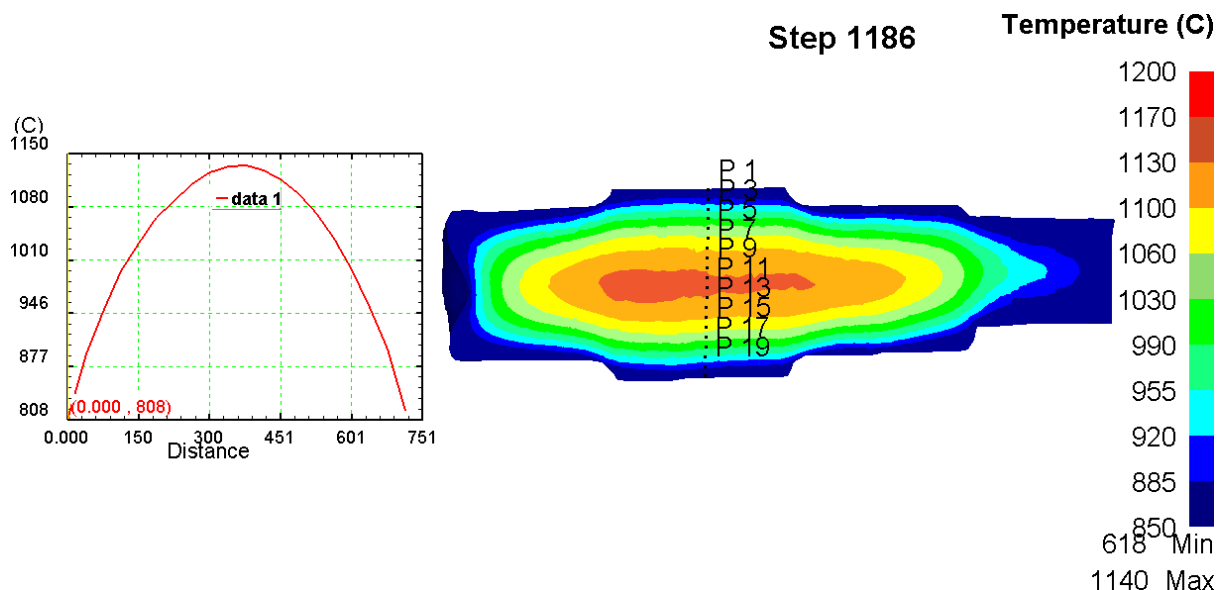 Step 1186
Temperature (C)
1200
1170
1130
1100
1060
1030
990
955
920
885
850
618 Min
1140 Max
(C)
1150
1080
1010
946
877
808
data 1
(0.000 , 808)
0.000 150 300 451 601 751
Distance
P 1
P 3
P 5
P 7
P 9
P 11
P 13
P 15
P 17
P 19